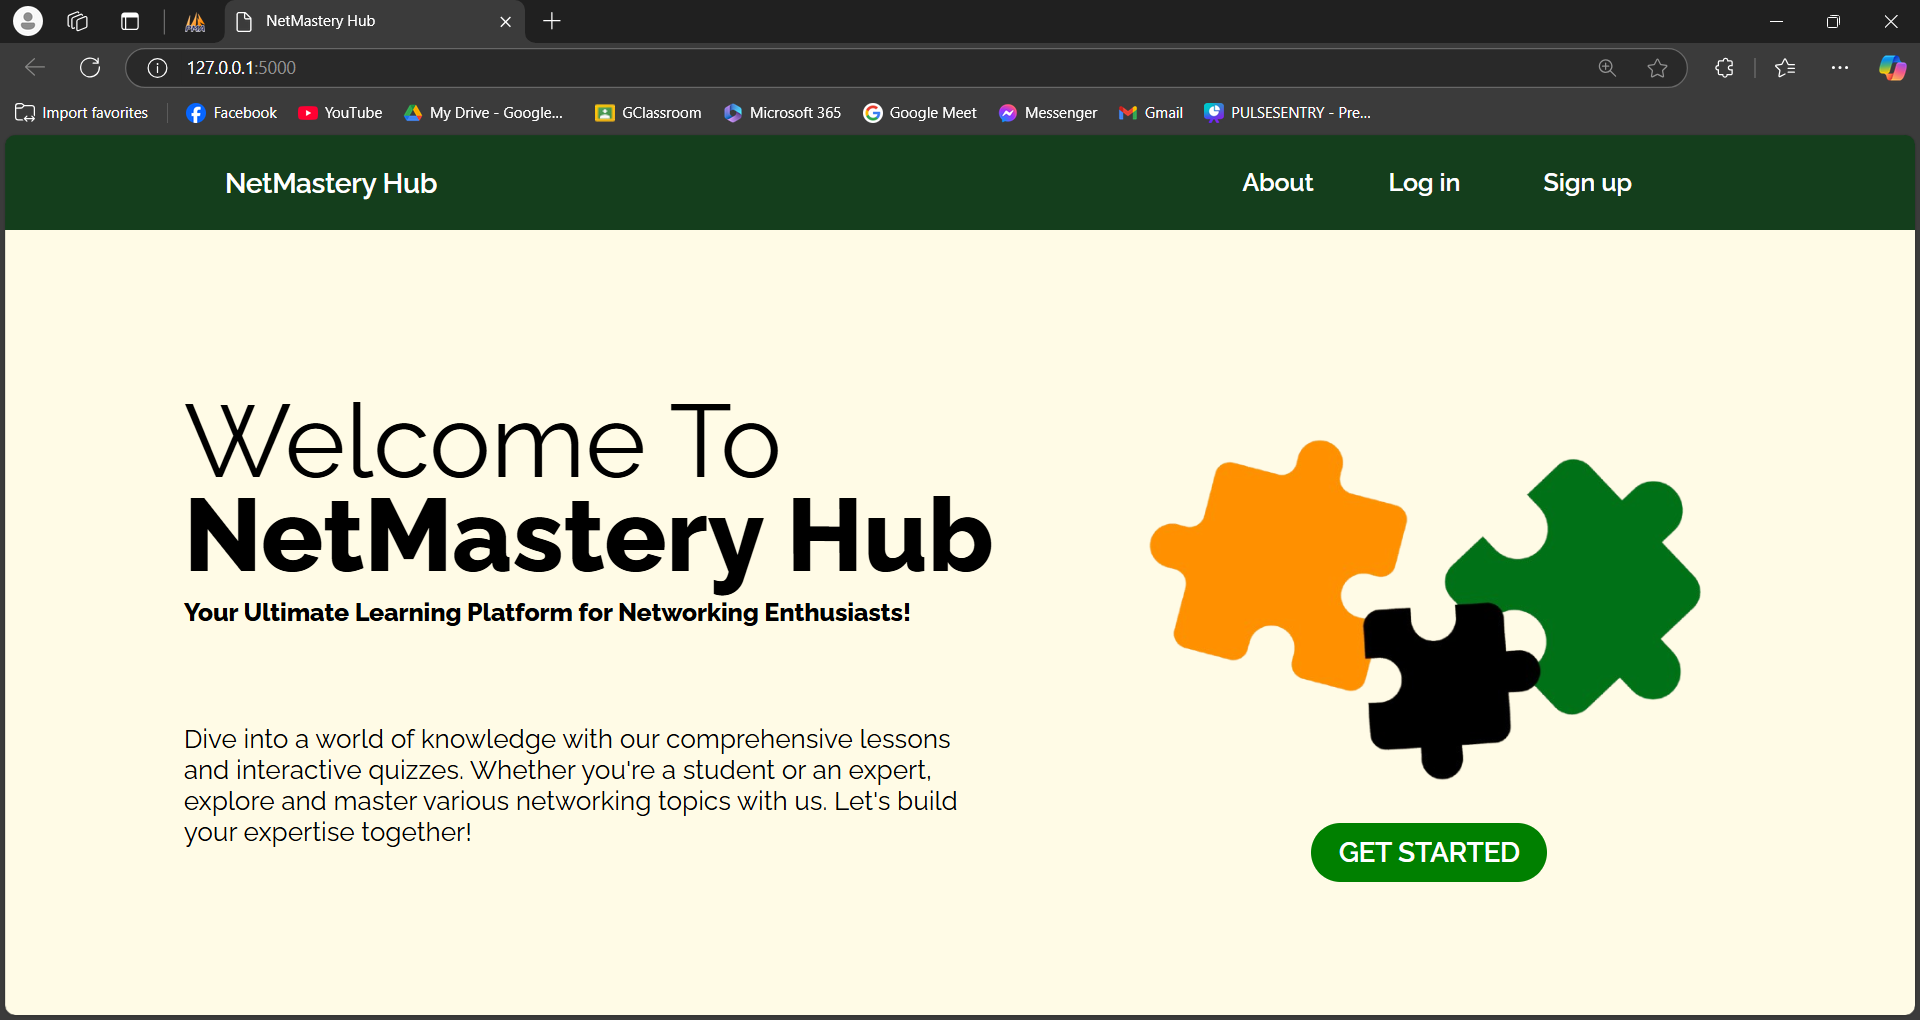 NetMastery Hub
127.0.0.1:5000
Import favorites
Facebook
YouTube
My Drive - Google...
GClassroom
Microsoft 365
Google Meet
Messenger
Gmail
PULSESENTRY - Pre...
NetMastery Hub
About
Log in
Sign up
Welcome To
NetMastery Hub
Your Ultimate Learning Platform for Networking Enthusiasts!
Dive into a world of knowledge with our comprehensive lessons
and interactive quizzes. Whether you're a student or an expert,
explore and master various networking topics with us. Let's build
your expertise together!
GET STARTED